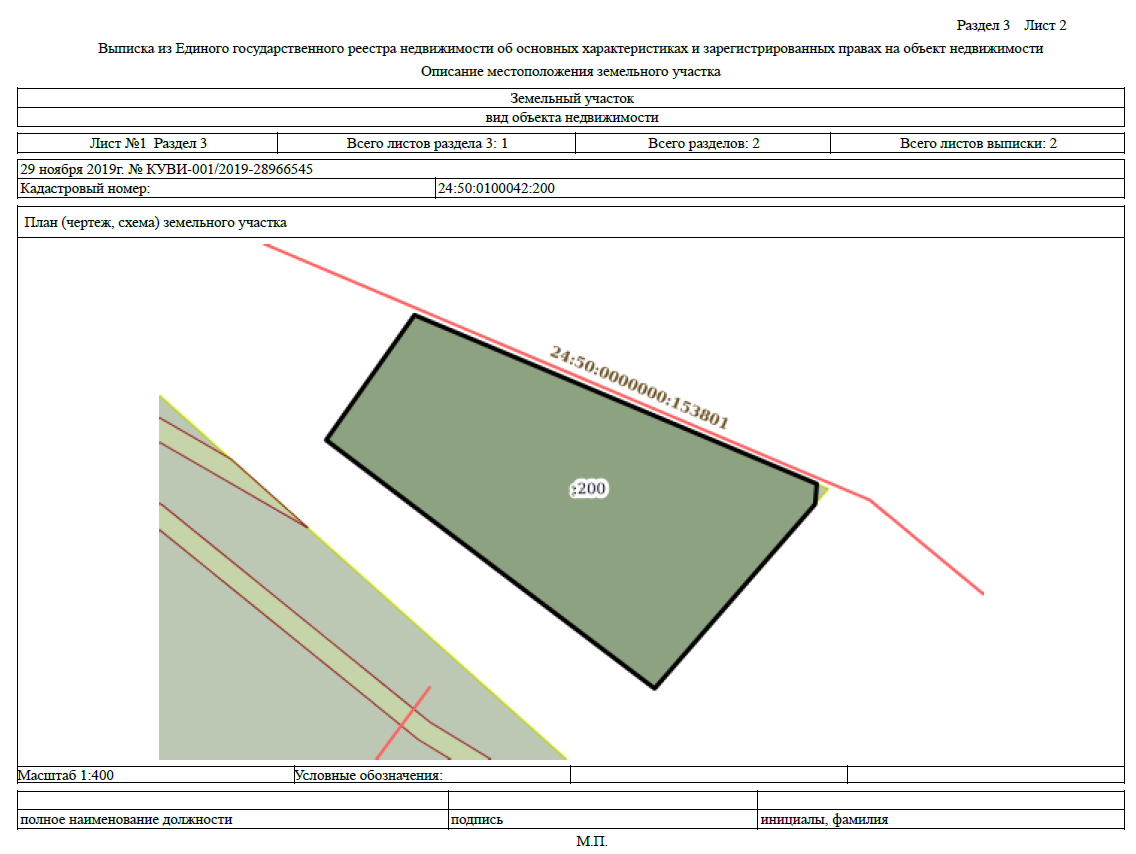 Раздел 3 Лист 2
Выписка из Единого государственного реестра недвижимости об основных характеристиках и зарегистрированных правах на объект недвижимости
Описание местоположения земельного участка
Земельный участок
вид объекта недвижимости
Лист №1 Раздел 3 Всего листов раздела 3: 1 Всего разделов: 2 Всего листов выписки: 2
29 ноября 2019г. № КУВИ-001/2019-28966545
Кадастровый номер: 24:50:0100042:200
План (чертеж, схема) земельного участка
24:50:0000000:153801
:200
Масштаб 1:400 Условные обозначения:
полное наименование должности подпись инициалы, фамилия
М.П.